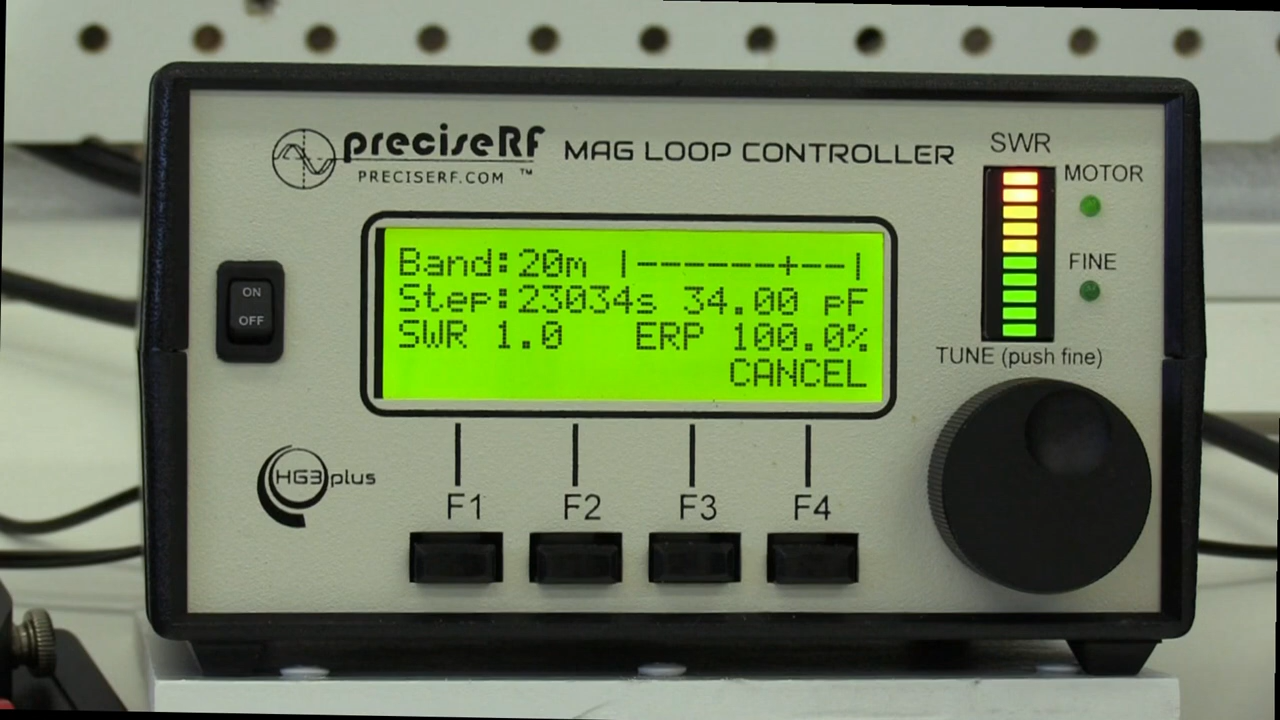 preciseRF MAG LOOP CONTROLLER
PRECISERF.COM ™
SWR
MOTOR
FINE
ON
OFF
Band:20m |------+--|
Step:23034s 34.00 pF
SWR 1.0 ERP 100.0%
CANCEL
TUNE (push fine)
HG3plus
F1 F2 F3 F4